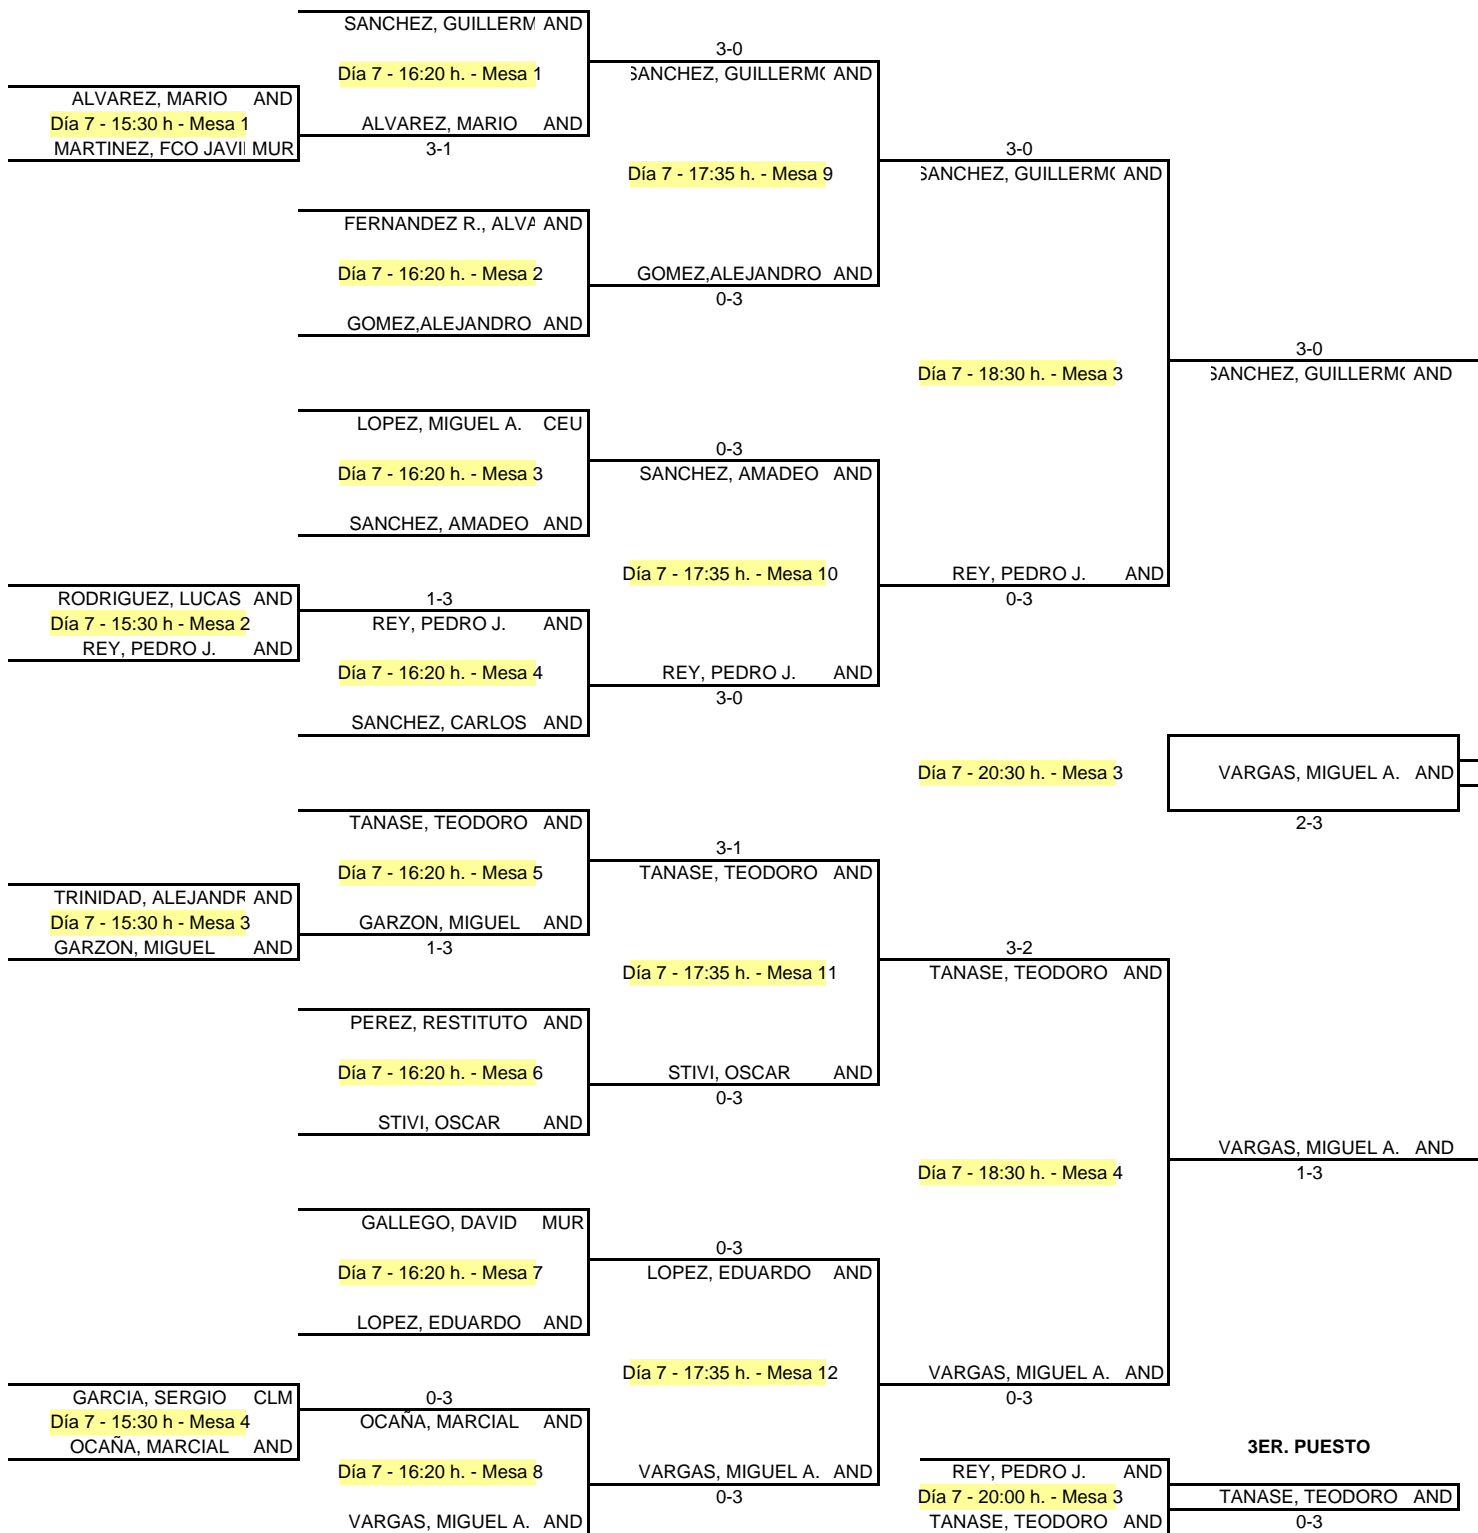 SANCHEZ, GUILLERM AND
3-0
Día 7 - 16:20 h. - Mesa 1
SANCHEZ, GUILLERMO AND
ALVAREZ, MARIO AND
Día 7 - 15:30 h - Mesa 1
ALVAREZ, MARIO AND
MARTINEZ, FCO JAVI MUR
3-1
3-0
Día 7 - 17:35 h. - Mesa 9
SANCHEZ, GUILLERMO AND
FERNANDEZ R., ALVA AND
Día 7 - 16:20 h. - Mesa 2
GOMEZ,ALEJANDRO AND
0-3
GOMEZ,ALEJANDRO AND
3-0
Día 7 - 18:30 h. - Mesa 3
SANCHEZ, GUILLERMO AND
LOPEZ, MIGUEL A. CEU
0-3
Día 7 - 16:20 h. - Mesa 3
SANCHEZ, AMADEO AND
SANCHEZ, AMADEO AND
Día 7 - 17:35 h. - Mesa 10
REY, PEDRO J. AND
RODRIGUEZ, LUCAS AND
1-3
0-3
Día 7 - 15:30 h - Mesa 2
REY, PEDRO J. AND
REY, PEDRO J. AND
Día 7 - 16:20 h. - Mesa 4
REY, PEDRO J. AND
3-0
SANCHEZ, CARLOS AND
Día 7 - 20:30 h. - Mesa 3
VARGAS, MIGUEL A. AND
TANASE, TEODORO AND
2-3
3-1
Día 7 - 16:20 h. - Mesa 5
TANASE, TEODORO AND
TRINIDAD, ALEJANDR AND
Día 7 - 15:30 h - Mesa 3
GARZON, MIGUEL AND
GARZON, MIGUEL AND
1-3
3-2
Día 7 - 17:35 h. - Mesa 11
TANASE, TEODORO AND
PEREZ, RESTITUTO AND
Día 7 - 16:20 h. - Mesa 6
STIVI, OSCAR AND
0-3
STIVI, OSCAR AND
VARGAS, MIGUEL A. AND
Día 7 - 18:30 h. - Mesa 4
1-3
GALLEGO, DAVID MUR
0-3
Día 7 - 16:20 h. - Mesa 7
LOPEZ, EDUARDO AND
LOPEZ, EDUARDO AND
Día 7 - 17:35 h. - Mesa 12
VARGAS, MIGUEL A. AND
GARCIA, SERGIO CLM
0-3
0-3
Día 7 - 15:30 h - Mesa 4
OCAÑA, MARCIAL AND
OCAÑA, MARCIAL AND
3ER. PUESTO
Día 7 - 16:20 h. - Mesa 8
VARGAS, MIGUEL A. AND
REY, PEDRO J. AND
0-3
Día 7 - 20:00 h. - Mesa 3
TANASE, TEODORO AND
VARGAS, MIGUEL A. AND
TANASE, TEODORO AND
0-3